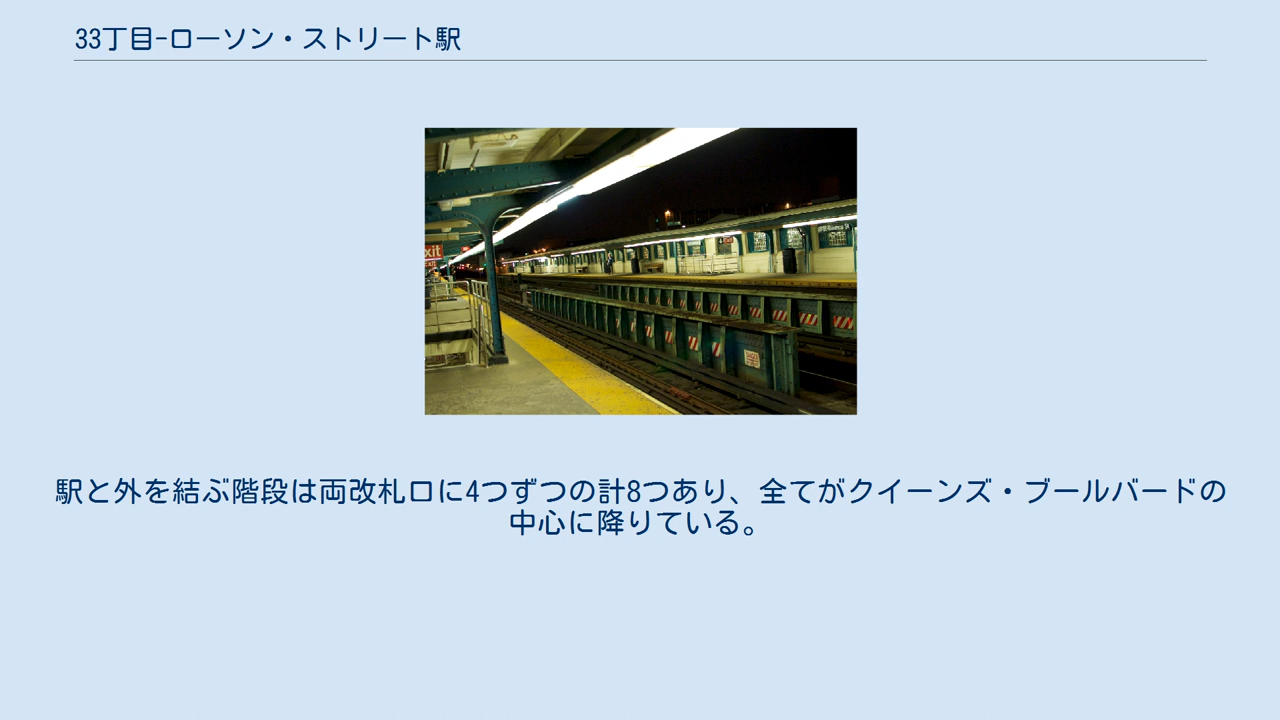 33丁目-ローソン・ストリート駅
xit
駅と外を結ぶ階段は両改札口に4つずつの計8つあり、全てがクイーンズ・ブールバードの
中心に降りている。